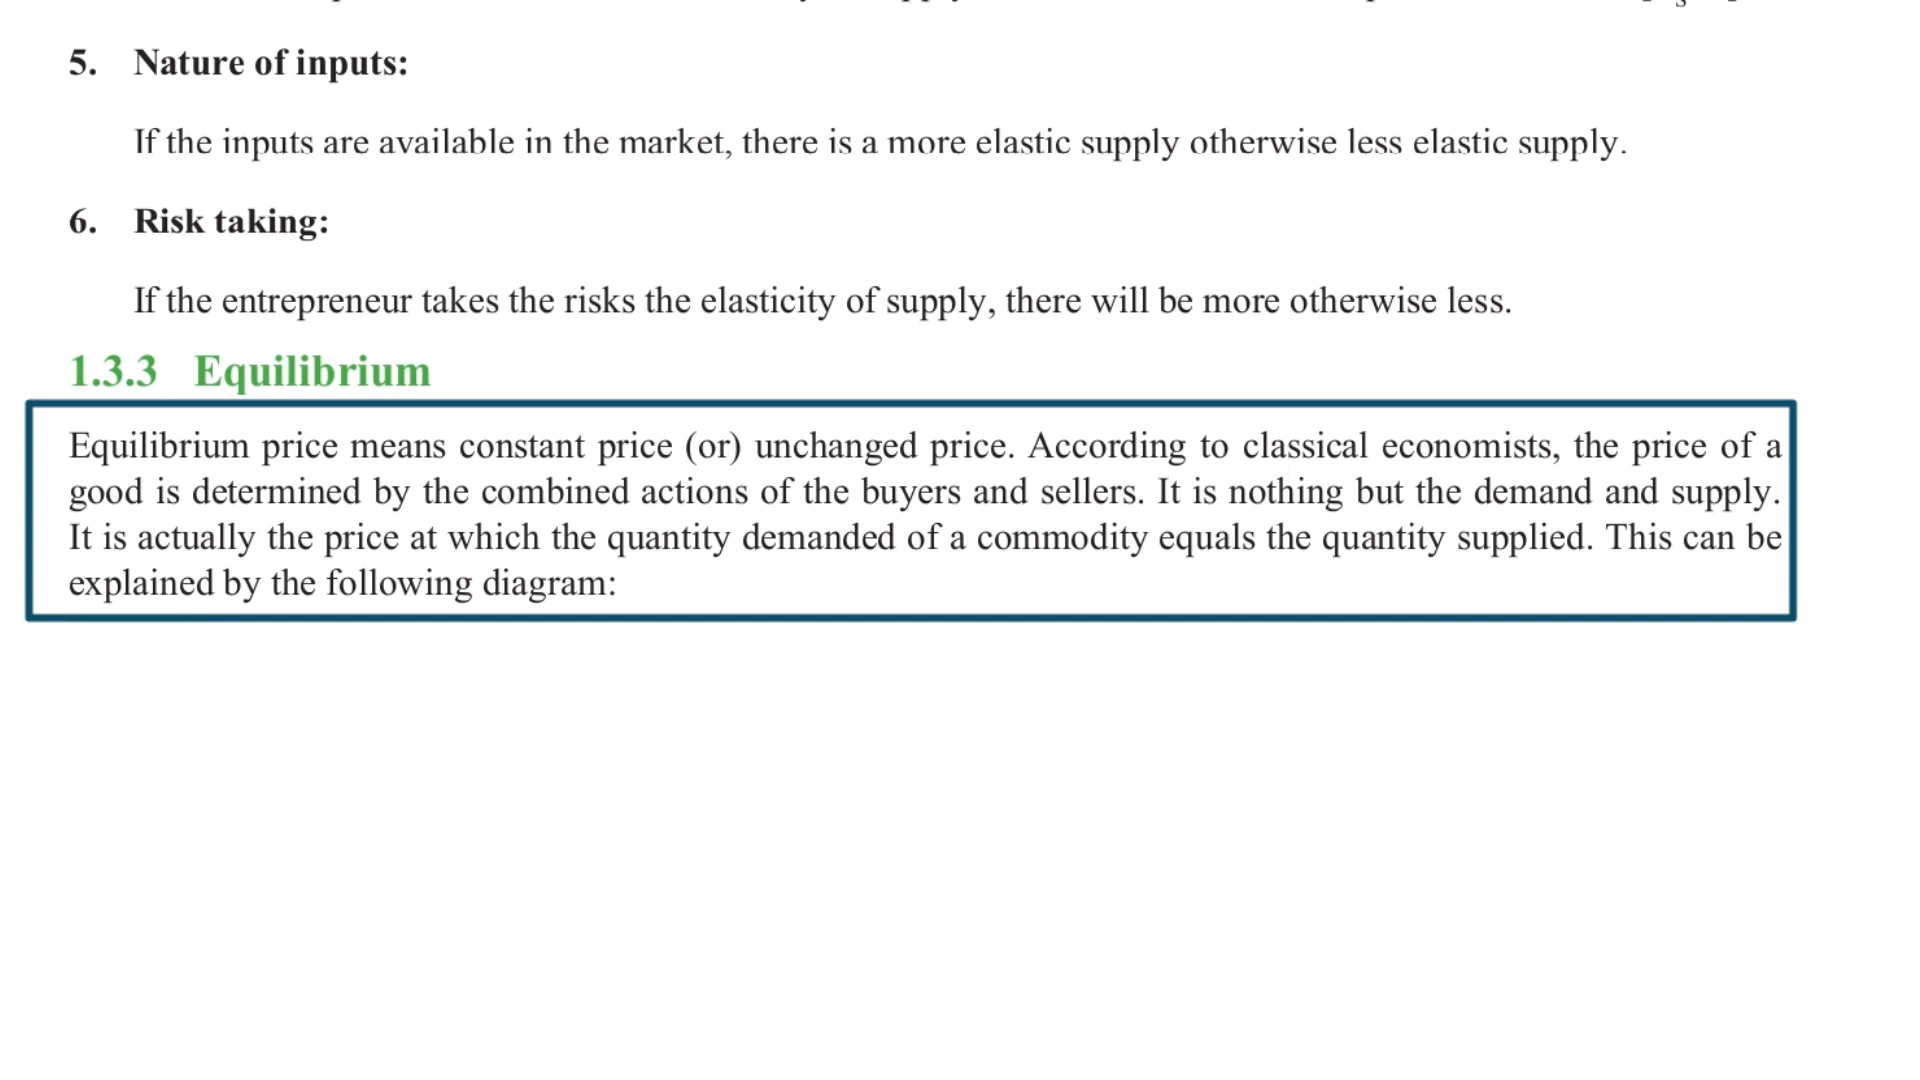 5. Nature of inputs:
If the inputs are available in the market, there is a more elastic supply otherwise less elastic supply.
6. Risk taking:
If the entrepreneur takes the risks the elasticity of supply, there will be more otherwise less.
1.3.3 Equilibrium
Equilibrium price means constant price (or) unchanged price. According to classical economists, the price of a
good is determined by the combined actions of the buyers and sellers. It is nothing but the demand and supply.
It is actually the price at which the quantity demanded of a commodity equals the quantity supplied. This can be
explained by the following diagram: